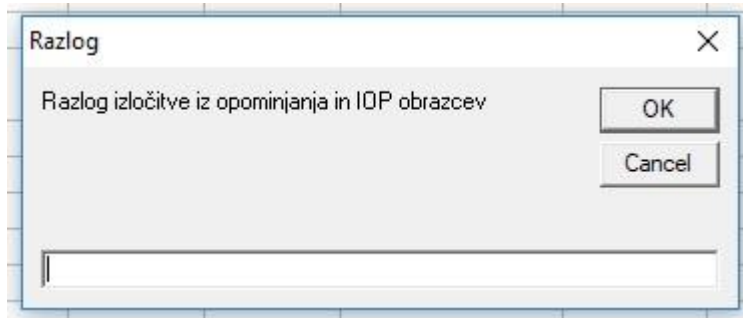 Razlog
Razlog izločitve iz opominjanja in IOP obrazcev
OK
Cancel